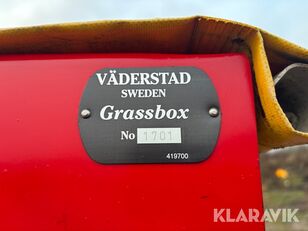 VÄDERSTAD
SWEDEN
Grassbox
No 1701
419700
KLARAVIK